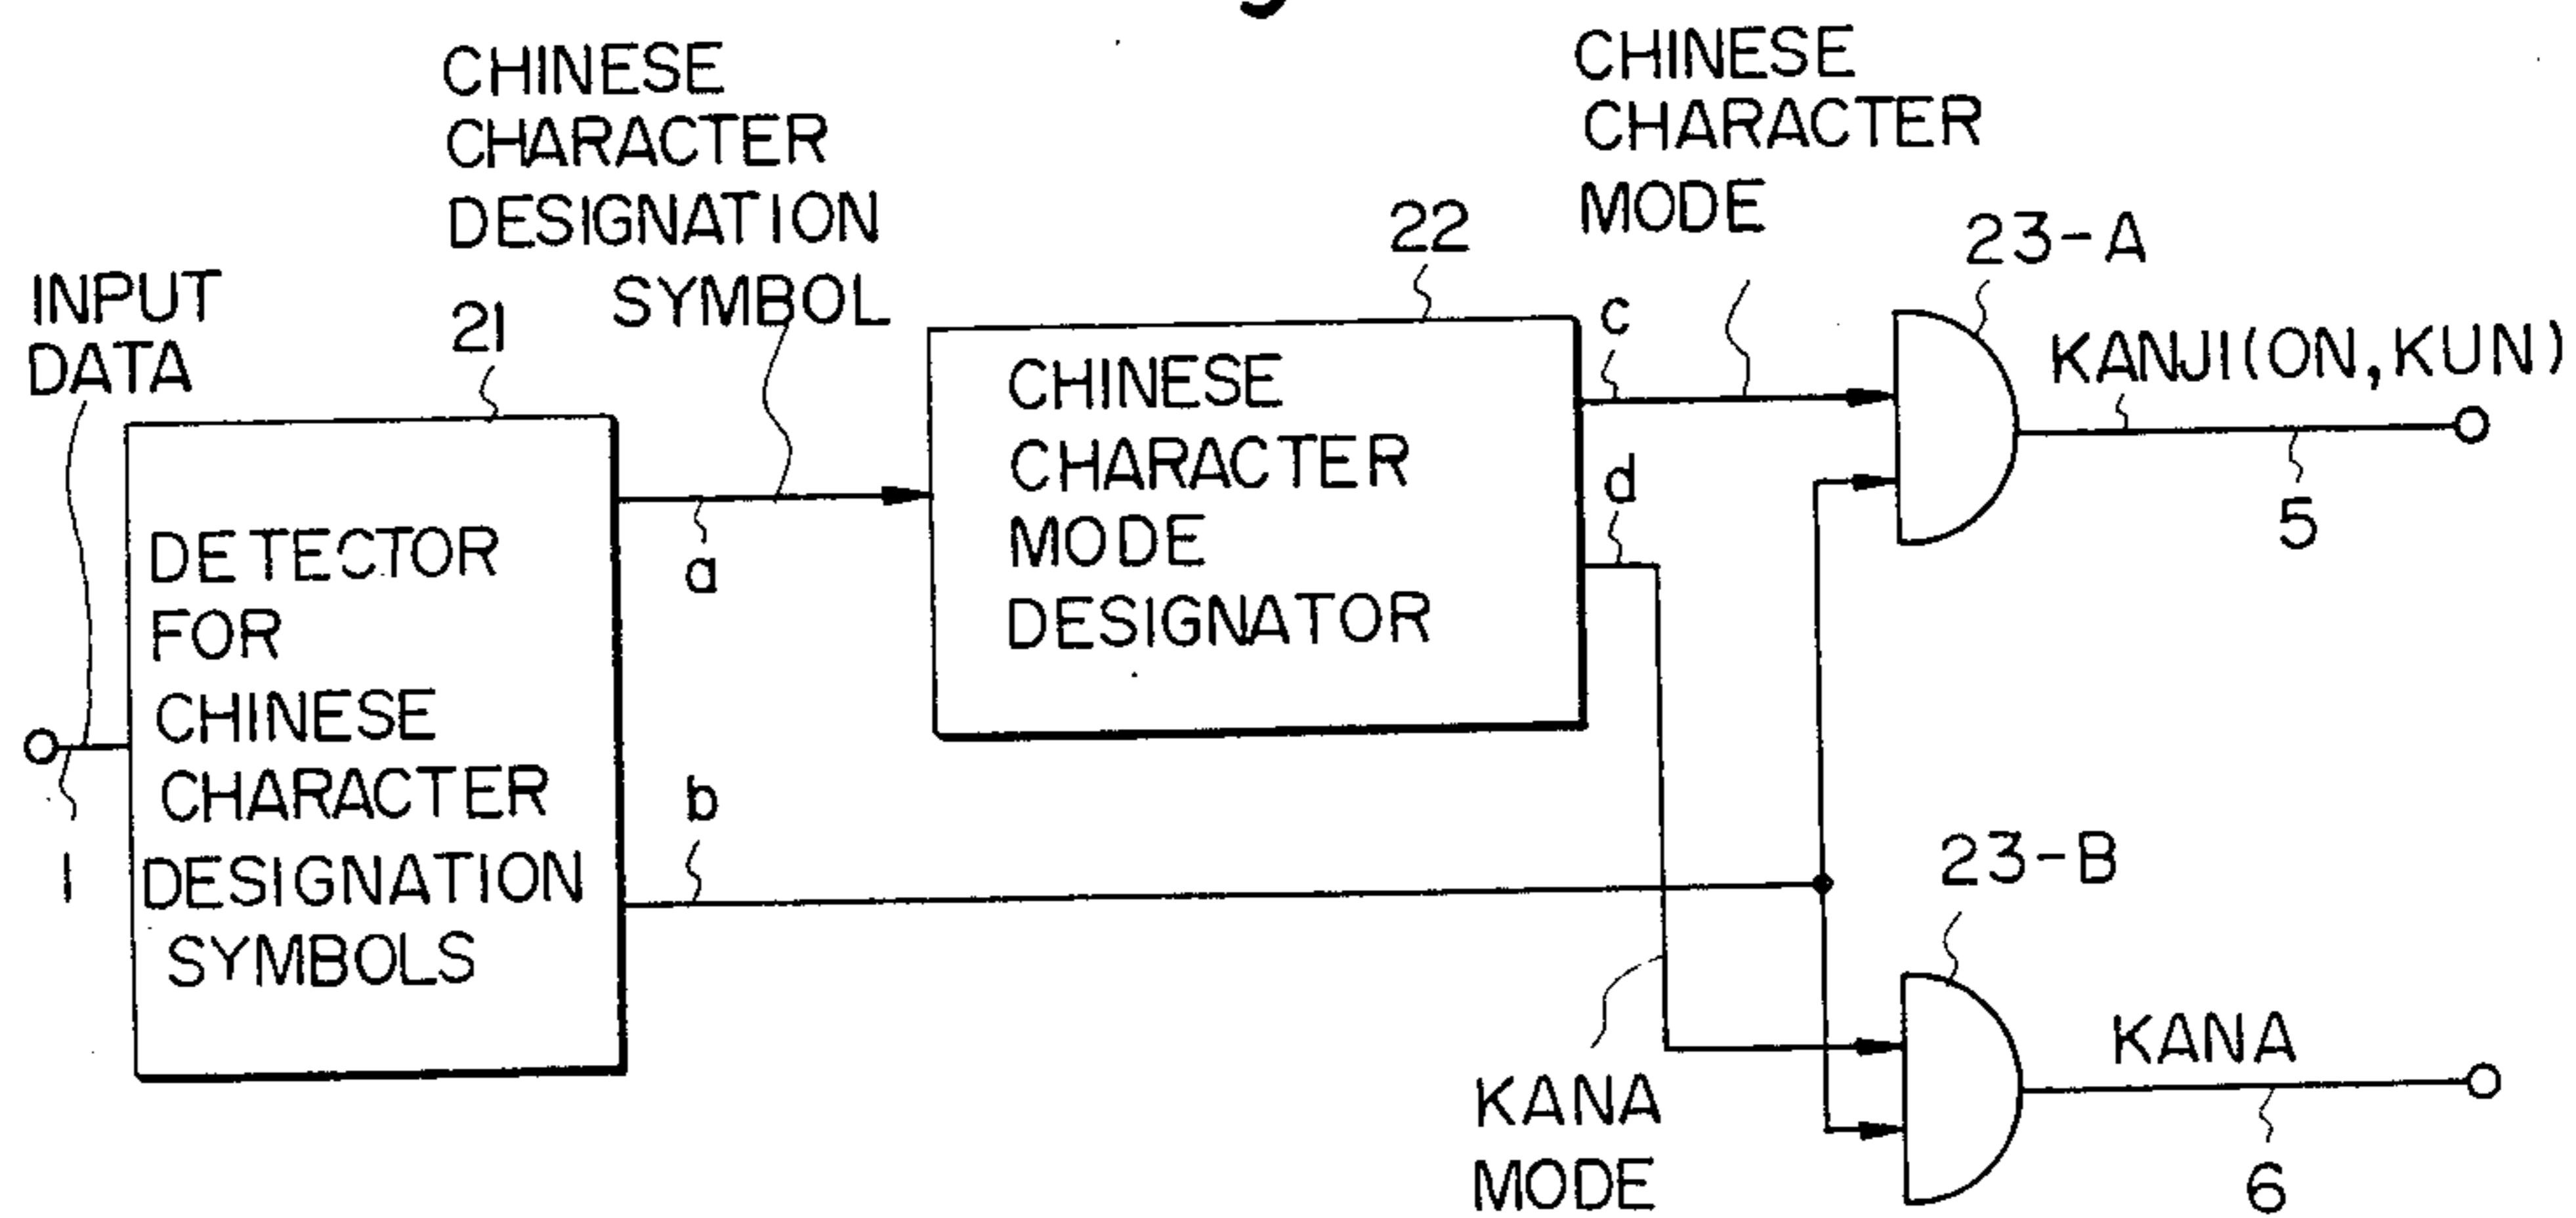 INPUT
DATA
1
21
DETECTOR
FOR
CHINESE
CHARACTER
DESIGNATION
SYMBOLS
CHINESE
CHARACTER
DESIGNATION
SYMBOL
a
b
22
CHINESE
CHARACTER
MODE
DESIGNATOR
c
d
CHINESE
CHARACTER
MODE
23-A
KANJI(ON,KUN)
5
KANA
MODE
23-B
KANA
6